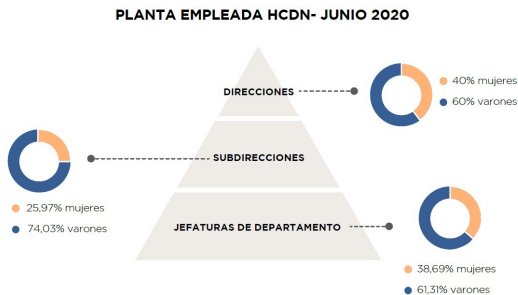 PLANTA EMPLEADA HCDN- JUNIO 2020
DIRECCIONES
40% mujeres
60% varones
SUBDIRECCIONES
25,97% mujeres
74,03% varones
JEFATURAS DE DEPARTAMENTO
38,69% mujeres
61,31% varones